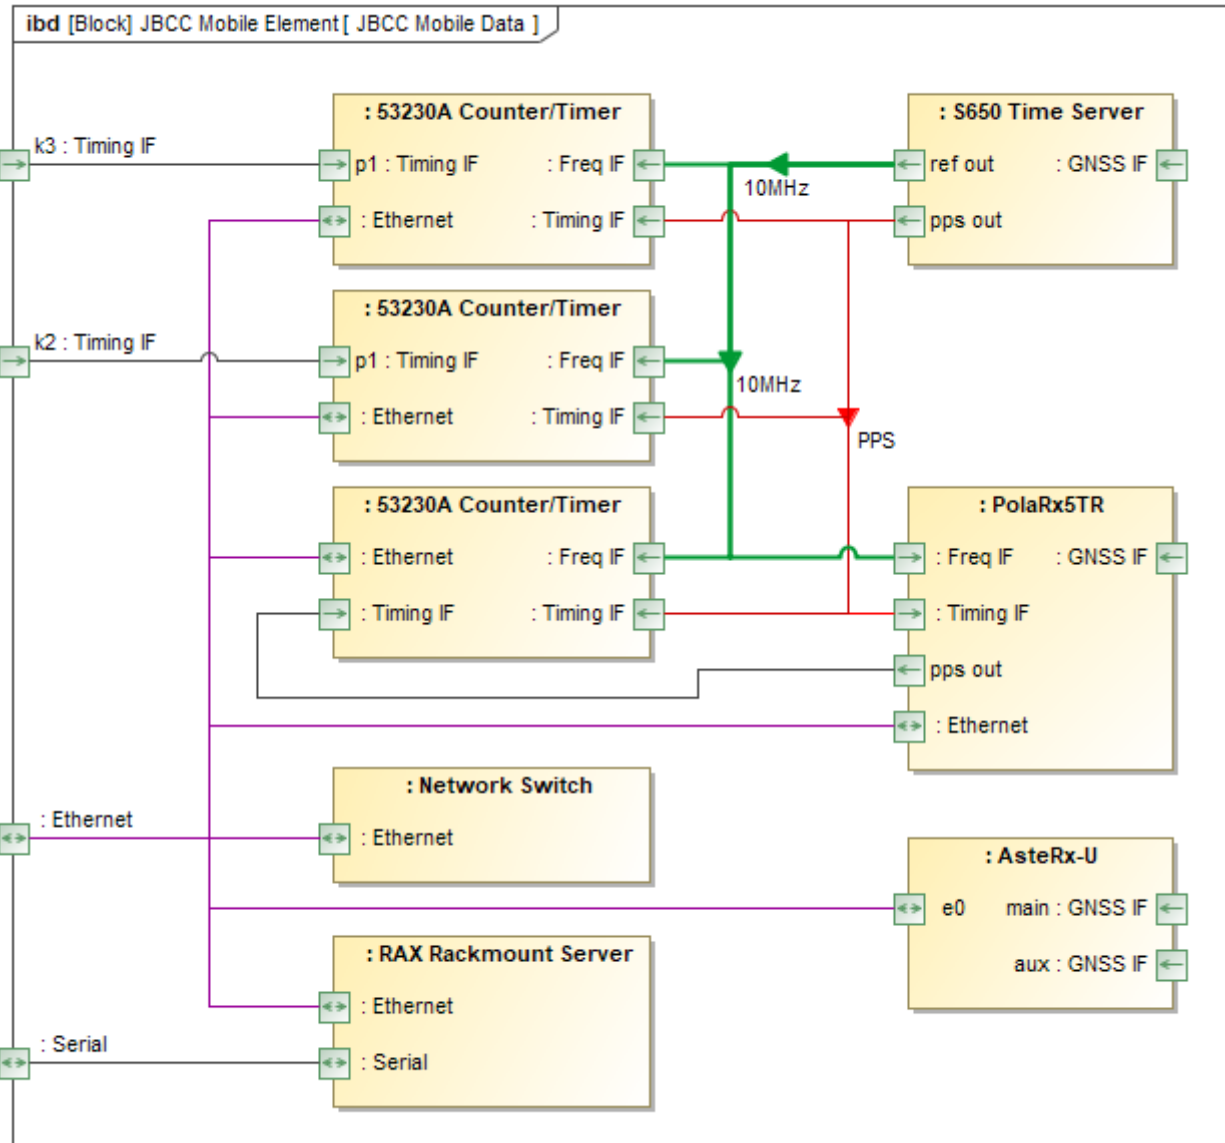 ibd [Block] JBCC Mobile Element [ JBCC Mobile Data ]
: 53230A Counter/Timer
: S650 Time Server
k3 : Timing IF
p1 : Timing IF
: Freq IF
ref out
: GNSS IF
10MHz
: Ethernet
: Timing IF
pps out
: 53230A Counter/Timer
k2 : Timing IF
p1 : Timing IF
: Freq IF
10MHz
: Ethernet
: Timing IF
PPS
: 53230A Counter/Timer
: PolaRx5TR
: Ethernet
: Freq IF
: Freq IF
: GNSS IF
: Timing IF
: Timing IF
: Timing IF
pps out
: Ethernet
: Network Switch
: Ethernet
: Ethernet
: AsteRx-U
e0
main : GNSS IF
: RAX Rackmount Server
aux : GNSS IF
: Ethernet
: Serial
: Serial